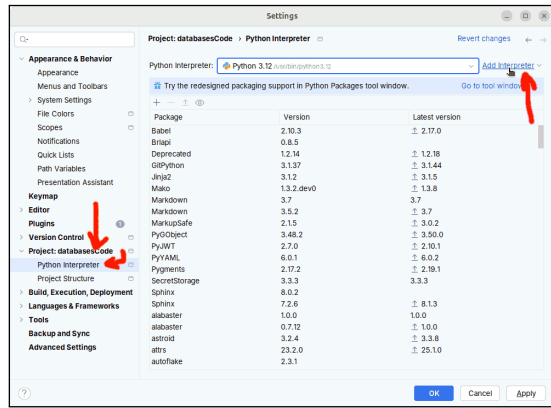 Settings
Project: databasesCode › Python Interpreter
Revert changes
Appearance & Behavior
Appearance
Menus and Toolbars
System Settings
File Colors
Scopes
Notifications
Quick Lists
Path Variables
Presentation Assistant
Keymap
Editor
Plugins
Version Control
Project: databasesCode
Python Interpreter
Project Structure
Build, Execution, Deployment
Languages & Frameworks
Tools
Backup and Sync
Advanced Settings
Python Interpreter: Python 3.12 /usr/bin/python3.12 Add Interpreter
Try the redesigned packaging support in Python Packages tool window. Go to tool window
Package Version Latest version
Babel 2.10.3 2.17.0
Brlapi 0.8.5
Deprecated 1.2.14 1.2.18
GitPython 3.1.37 3.1.44
Jinja2 3.1.2 3.1.5
Mako 1.3.2.dev0 1.3.8
Markdown 3.7 3.7
Markdown 3.5.2 3.7
MarkupSafe 2.1.5 3.0.2
PyGObject 3.48.2 3.50.0
PyJWT 2.7.0 2.10.1
PyYAML 6.0.1 6.0.2
Pygments 2.17.2 2.19.1
SecretStorage 3.3.3 3.3.3
Sphinx 8.0.2
Sphinx 7.2.6 8.1.3
alabaster 1.0.0 1.0.0
alabaster 0.7.12 1.0.0
astroid 3.2.4 3.3.8
attrs 23.2.0 25.1.0
autoflake 2.3.1
? OK Cancel Apply